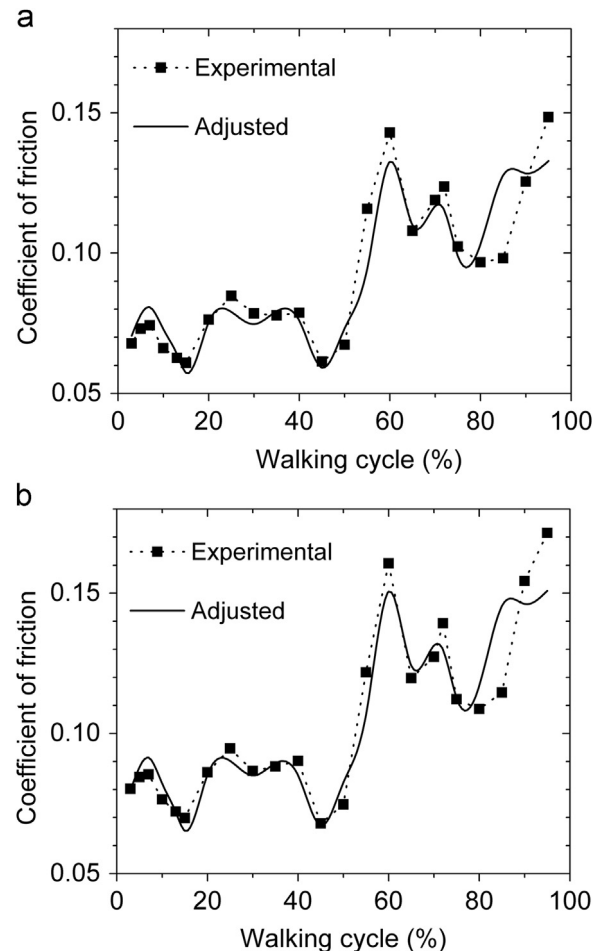 a
Experimental
Adjusted
0.15
0.10
0.05
Coefficient of friction
0 20 40 60 80 100
Walking cycle (%)
b
Experimental
Adjusted
0.15
0.10
0.05
Coefficient of friction
0 20 40 60 80 100
Walking cycle (%)